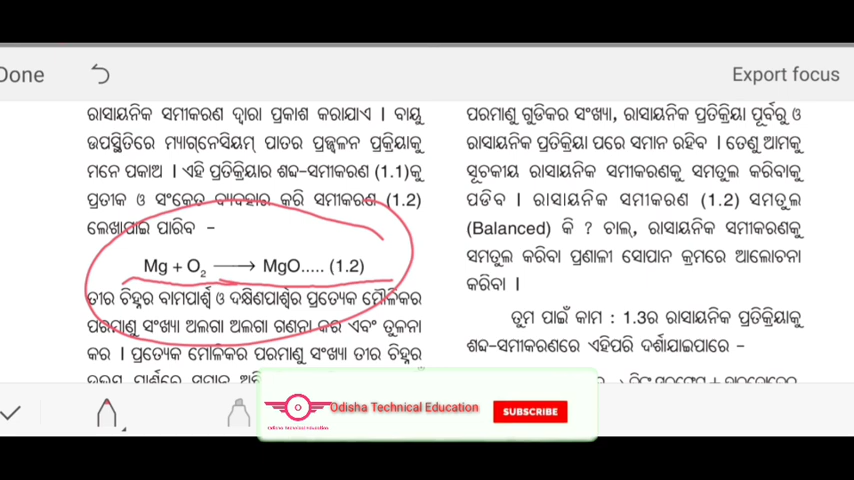 Done
Export focus
ରାସାୟନିକ ସମୀକରଣ ଦ୍ୱାରା ପ୍ରକାଶ କରାଯାଏ । ବାୟୁ
ଉପସ୍ଥିତିରେ ମ୍ୟାଗ୍‌ନେସିୟମ୍ ପାତର ପ୍ରଜ୍ଜ୍ୱଳନ ପ୍ରକ୍ରିୟାକୁ
ମନେ ପକାଅ । ଏହି ପ୍ରତିକ୍ରିୟାର ଶବ୍ଦ-ସମୀକରଣ (1.1)କୁ
ପ୍ରତୀକ ଓ ସଂକେତ ବ୍ୟବହାର କରି ସମୀକରଣ (1.2)
ଲେଖାଯାଇ ପାରିବ –
Mg + O₂ ⟶ MgO..... (1.2)
ତୀର ଚିହ୍ନର ବାମପାର୍ଶ୍ୱ ଓ ଦକ୍ଷିଣପାର୍ଶ୍ୱର ପ୍ରତ୍ୟେକ ମୌଳିକର
ପରମାଣୁ ସଂଖ୍ୟା ଅଲଗା ଅଲଗା ଗଣନା କର ଏବଂ ତୁଳନା
କର । ପ୍ରତ୍ୟେକ ମୌଳିକର ପରମାଣୁ ସଂଖ୍ୟା ତୀର ଚିହ୍ନର
ପରମାଣୁ ଗୁଡିକର ସଂଖ୍ୟା, ରାସାୟନିକ ପ୍ରତିକ୍ରିୟା ପୂର୍ବରୁ ଓ
ରାସାୟନିକ ପ୍ରତିକ୍ରିୟା ପରେ ସମାନ ରହିବ । ତେଣୁ ଆମକୁ
ସୂଚକୀୟ ରାସାୟନିକ ସମୀକରଣକୁ ସମତୁଲ କରିବାକୁ
ପଡିବ । ରାସାୟନିକ ସମୀକରଣ (1.2) ସମତୁଲ
(Balanced) କି ? ଚାଲ, ରାସାୟନିକ ସମୀକରଣକୁ
ସମତୁଲ କରିବା ପ୍ରଣାଳୀ ସୋପାନ କ୍ରମରେ ଆଲୋଚନା
କରିବା ।
ତୁମ ପାଇଁ କାମ : 1.3ର ରାସାୟନିକ ପ୍ରତିକ୍ରିୟାକୁ
ଶବ୍ଦ-ସମୀକରଣରେ ଏହିପରି ଦର୍ଶାଯାଇପାରେ –
Odisha Technical Education
SUBSCRIBE